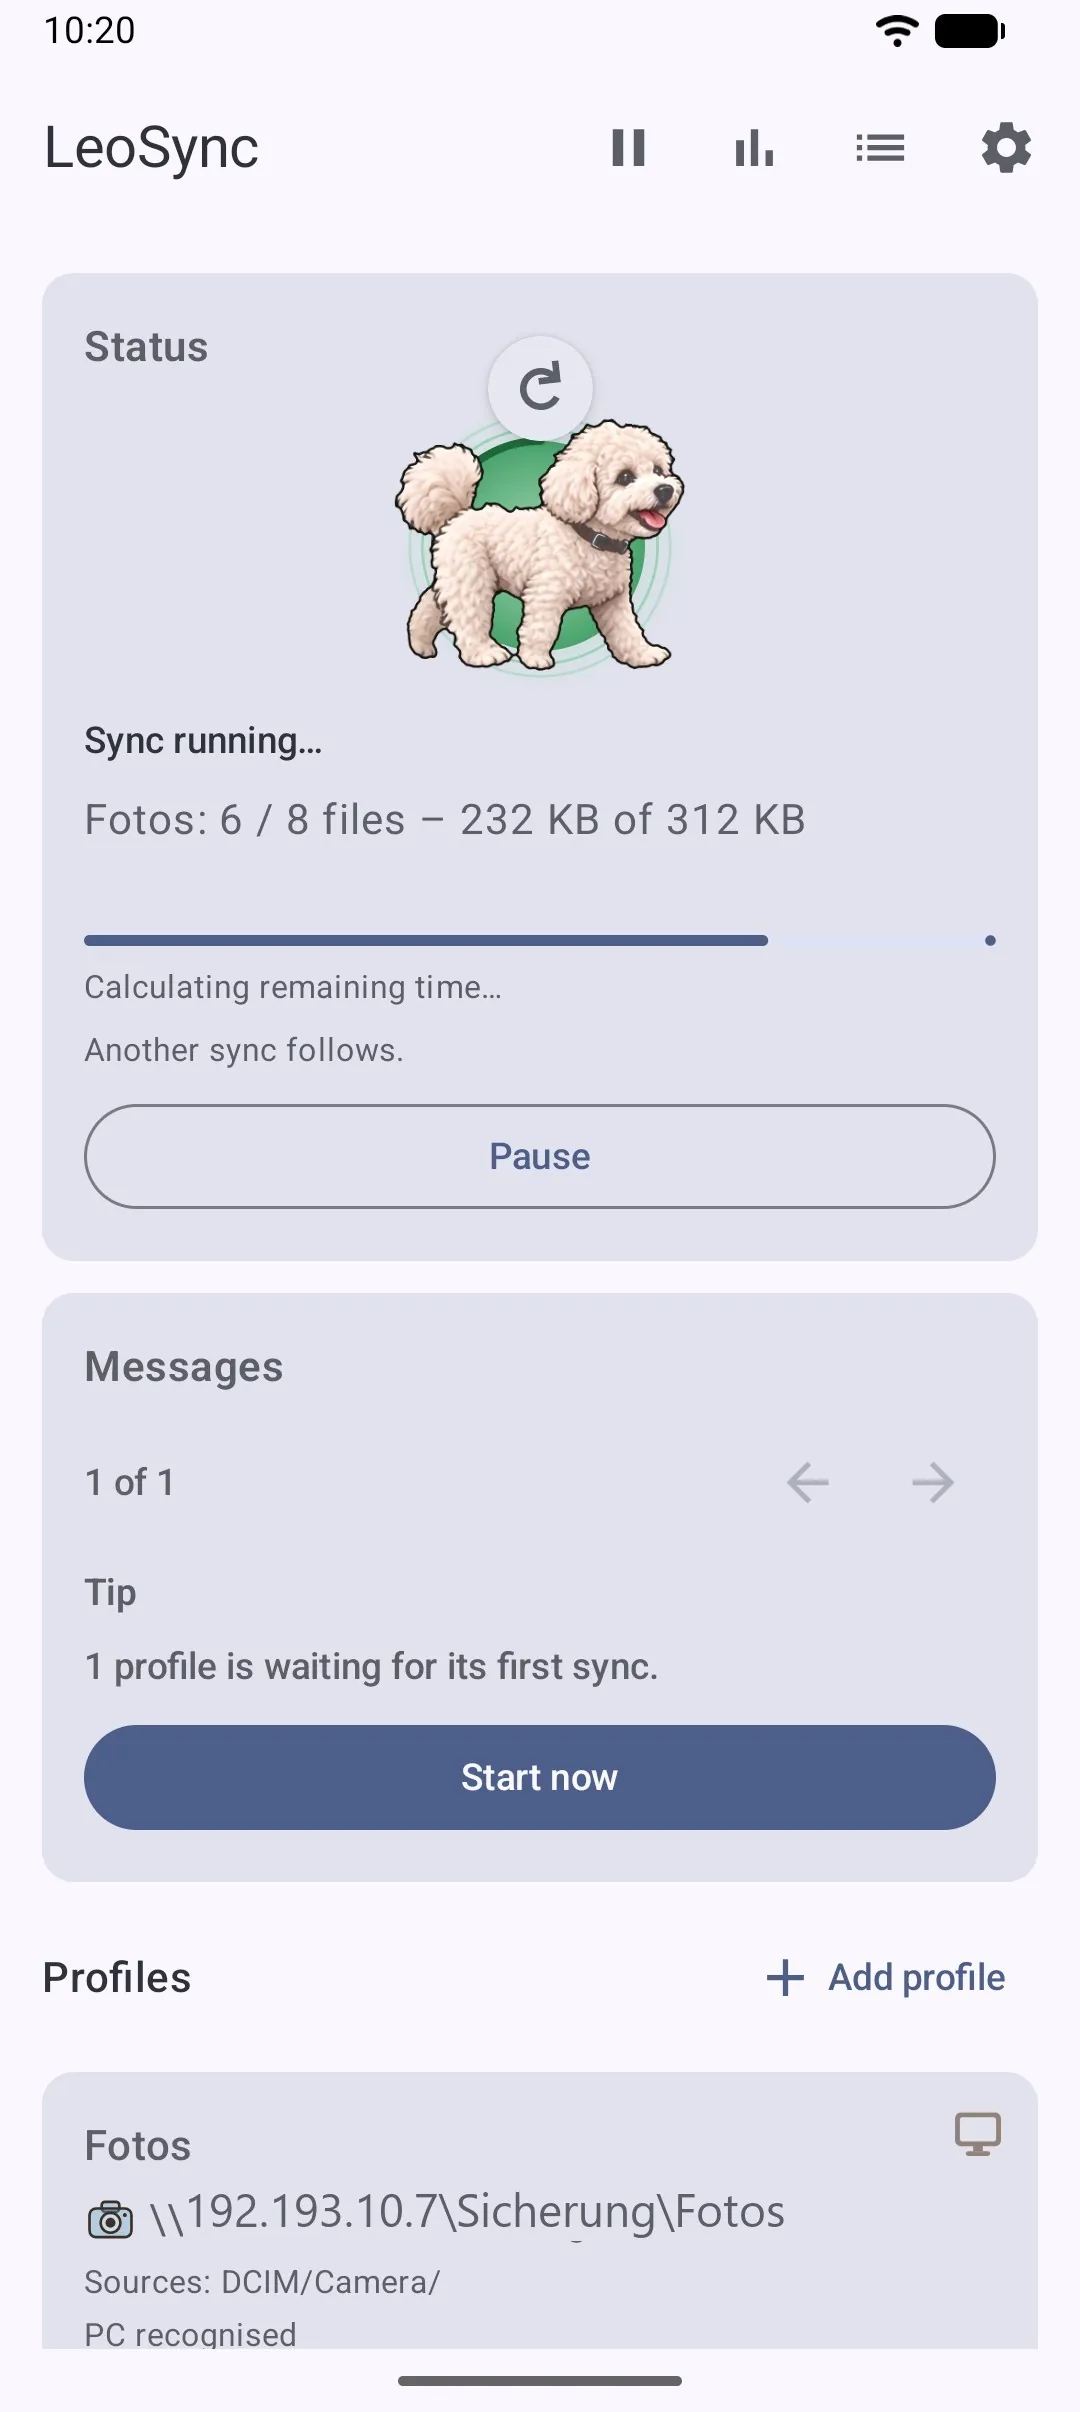 10:20
LeoSync
Status
Sync running...
Fotos: 6 / 8 files – 232 KB of 312 KB
Calculating remaining time...
Another sync follows.
Pause
Messages
1 of 1
Tip
1 profile is waiting for its first sync.
Start now
Profiles
Add profile
Fotos
\\192.193.10.7\Sicherung\Fotos
Sources: DCIM/Camera/
PC recognised